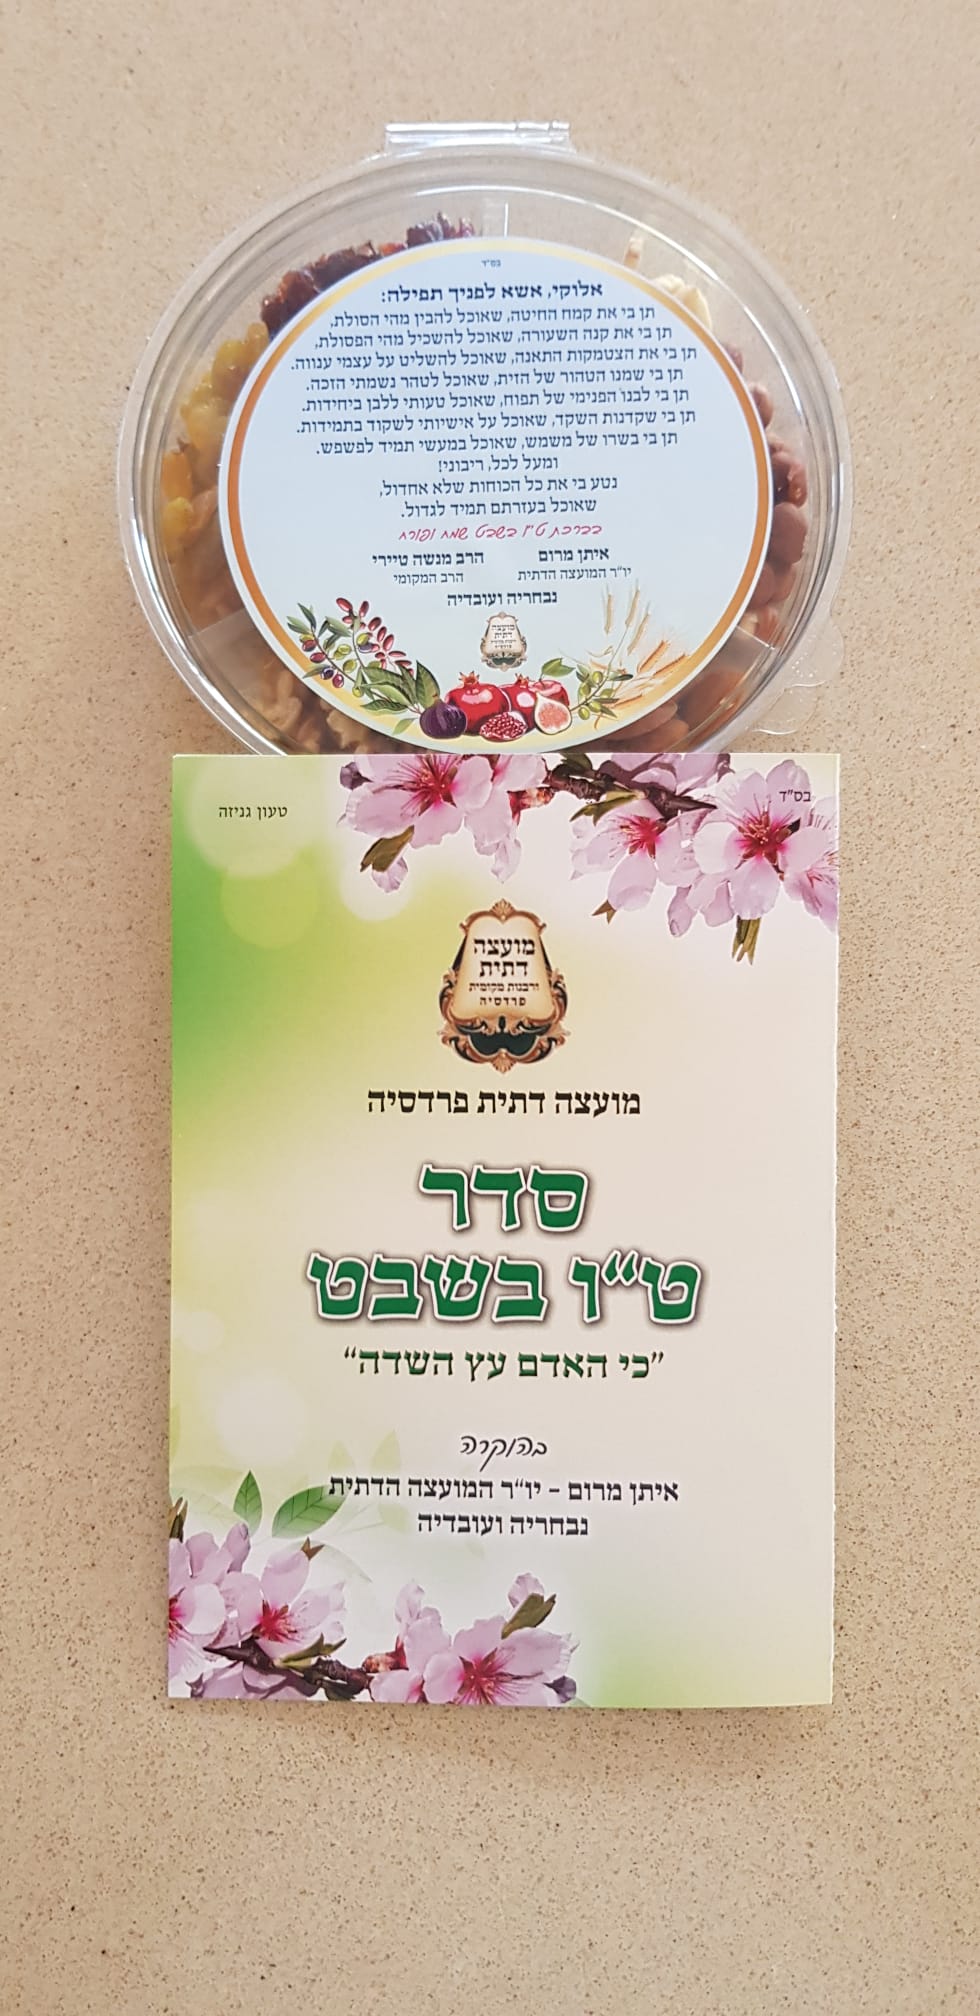 בס"ד
אלוקי, אשא לפניך תפילה:
תן בי את קמח החיטה, שאוכל להבין מהי הסולת,
תן בי את קנה השעורה, שאוכל להשכיל מהי הפסולת,
תן בי את הצטמקות התאנה, שאוכל להשליט על עצמי ענווה.
תן בי שמנו הטהור של הזית, שאוכל לטהר נשמתי הזכה.
תן בי לבנו הפנימי של תפוח, שאוכל טעותי ללבן ביחידות.
תן בי שקדנות השקד, שאוכל על אישיותי לשקוד בתמידות.
תן בי בשרו של משמש, שאוכל במעשי תמיד לפשפש.
ומעל לכל, ריבוני!
נטע בי את כל הכוחות שלא אחדול,
שאוכל בעזרתם תמיד לגדול.
בברכת ט"ו בשבט שמח ופורח
איתן מרום הרב מנשה טיירי
יו"ר המועצה הדתית הרב המקומי
נבחריה ועובדיה
מועצה
דתית
בס"ד
טעון גניזה
מועצה
דתית
ורבנות מקומית
פרדסיה
מועצה דתית פרדסיה
סדר
ט"ו בשבט
"כי האדם עץ השדה"
בהוקרה
איתן מרום - יו"ר המועצה הדתית
נבחריה ועובדיה